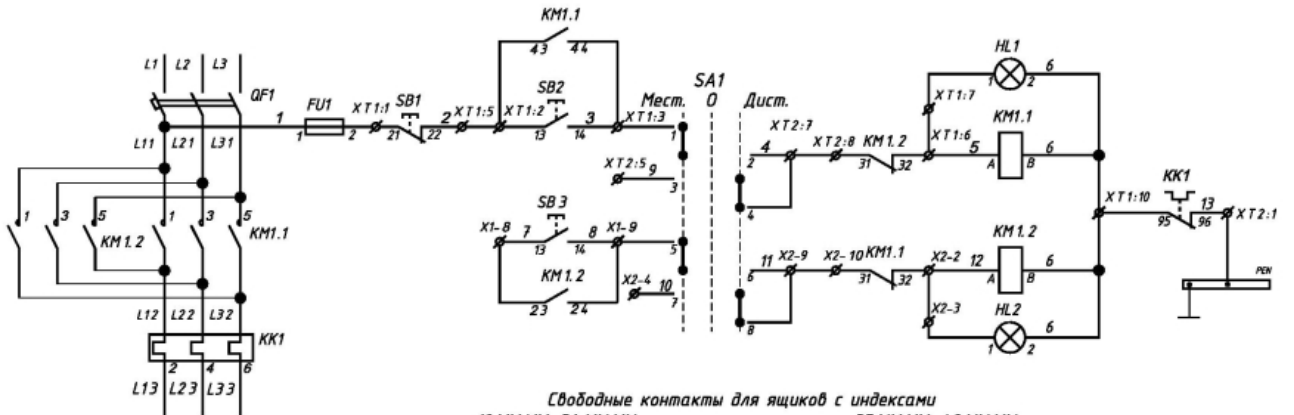 KM1.1
43 44
L1 L2 L3
QF1
SA1
HL1
1 2 6
Мест. 0 Дист.
FU1
XT1:1
SB1
XT1:5
XT1:2
SB2
XT1:3
XT2:7
XT2:8
KM1.2
XT1:7
XT1:6
KM1.1
1
1 2
21 22
2
13 14
3
1
2
4
31 32
5
A B
6
L11 L21 L31
XT2:5
9
3
4
KK1
XT1:10
95 96
13
XT2:1
1 3 5
KM1.2
1 3 5
KM1.1
SB3
X1-8
7
13 14
8
X1-9
5
KM1.2
23 24
X2-4
10
7
6
11
X2-9
X2-10
KM1.1
31 32
X2-2
12
KM1.2
A B
6
PEN
8
X2-3
HL2
1 2
6
L12 L22 L32
KK1
2 4 6
L13 L23 L33
Свободные контакты для ящиков с индексами